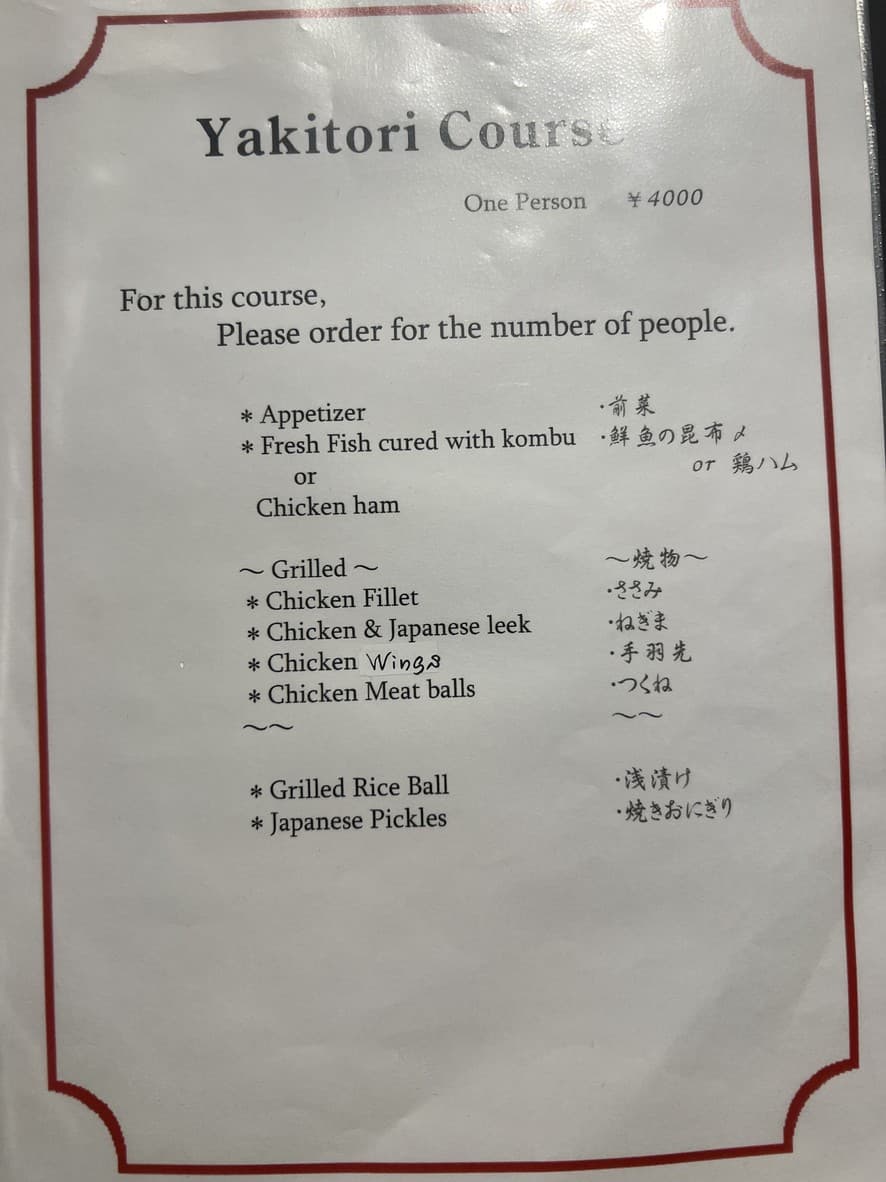 Yakitori Course
One Person ¥4000
For this course,
Please order for the number of people.
* Appetizer ・前菜
* Fresh Fish cured with kombu ・鮮魚の昆布〆
or or 鶏ハム
Chicken ham
～ Grilled ～ ～焼物～
* Chicken Fillet ・ささみ
* Chicken & Japanese leek ・ねぎま
* Chicken Wings ・手羽先
* Chicken Meat balls ・つくね
～～ ～～
* Grilled Rice Ball ・浅漬け
* Japanese Pickles ・焼きおにぎり